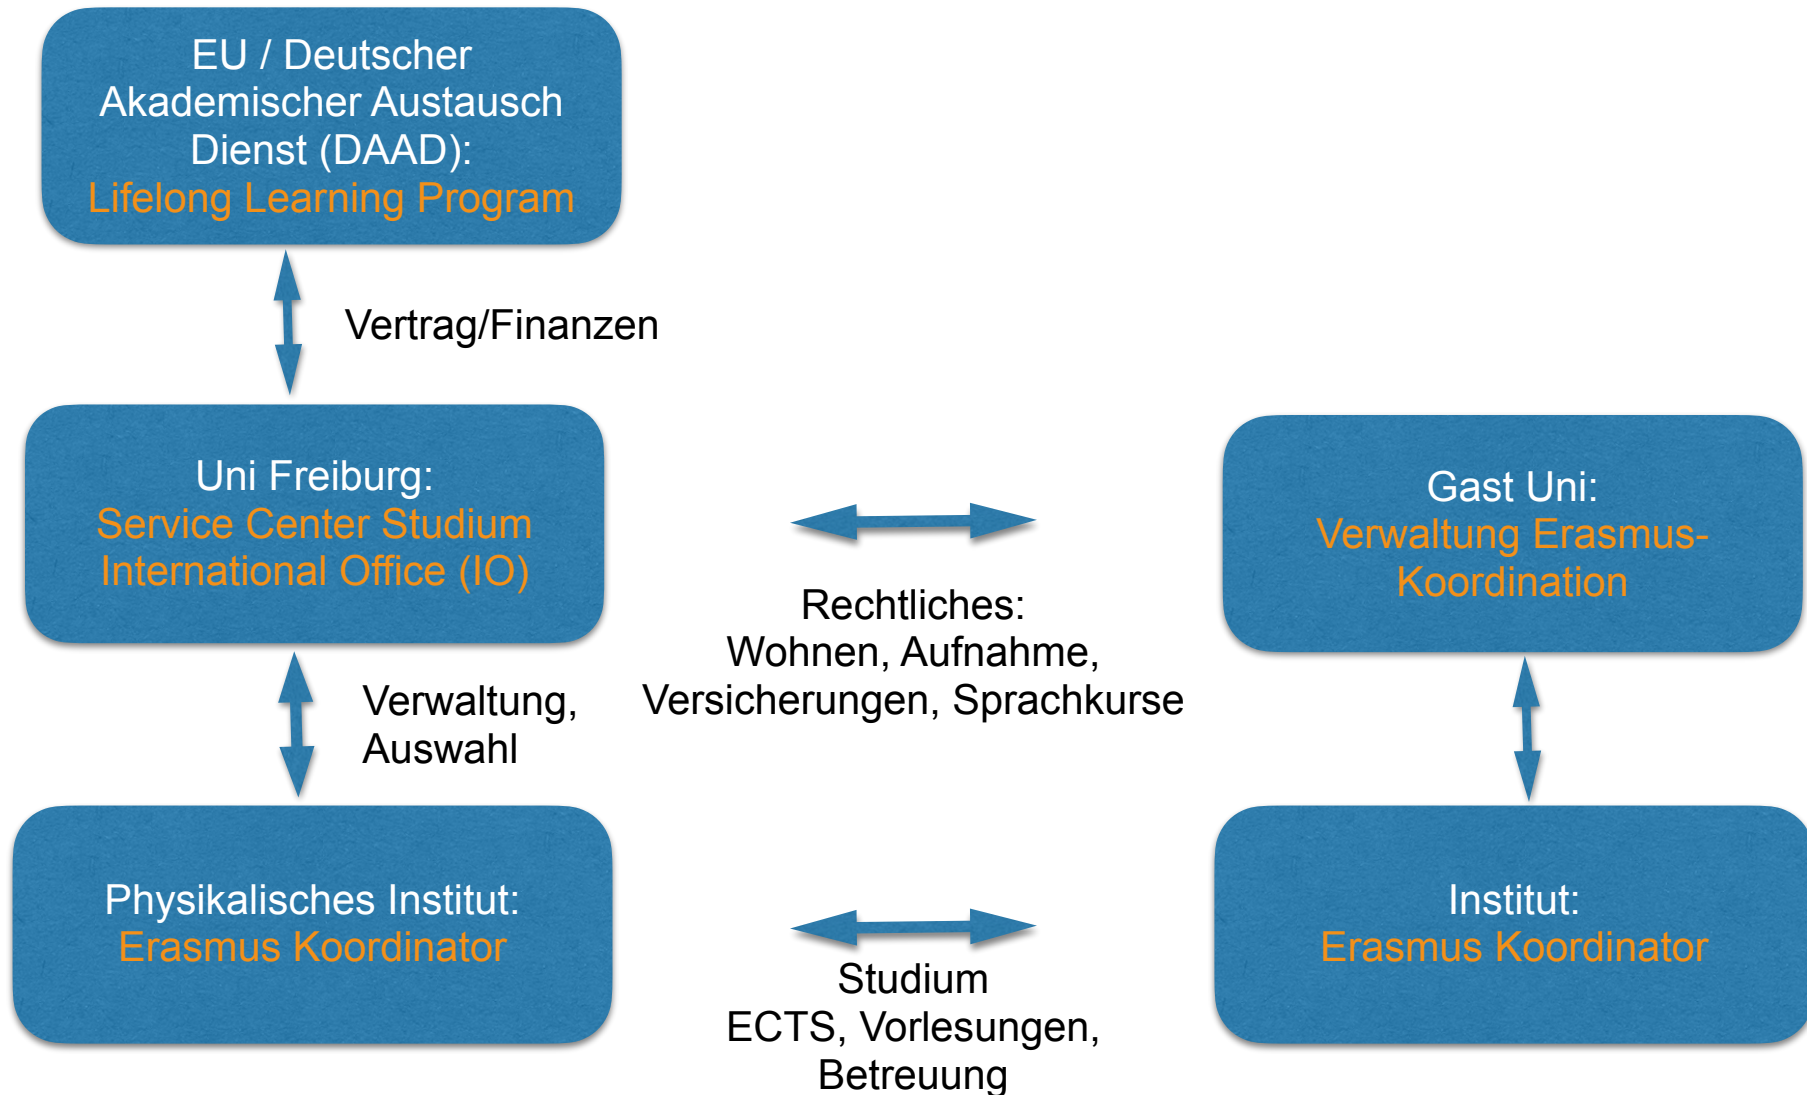 EU / Deutscher
Akademischer Austausch
Dienst (DAAD):
Lifelong Learning Program
Vertrag/Finanzen
Uni Freiburg:
Service Center Studium
International Office (IO)
Rechtliches:
Wohnen, Aufnahme,
Versicherungen, Sprachkurse
Gast Uni:
Verwaltung Erasmus-
Koordination
Verwaltung,
Auswahl
Physikalisches Institut:
Erasmus Koordinator
Studium
ECTS, Vorlesungen,
Betreuung
Institut:
Erasmus Koordinator